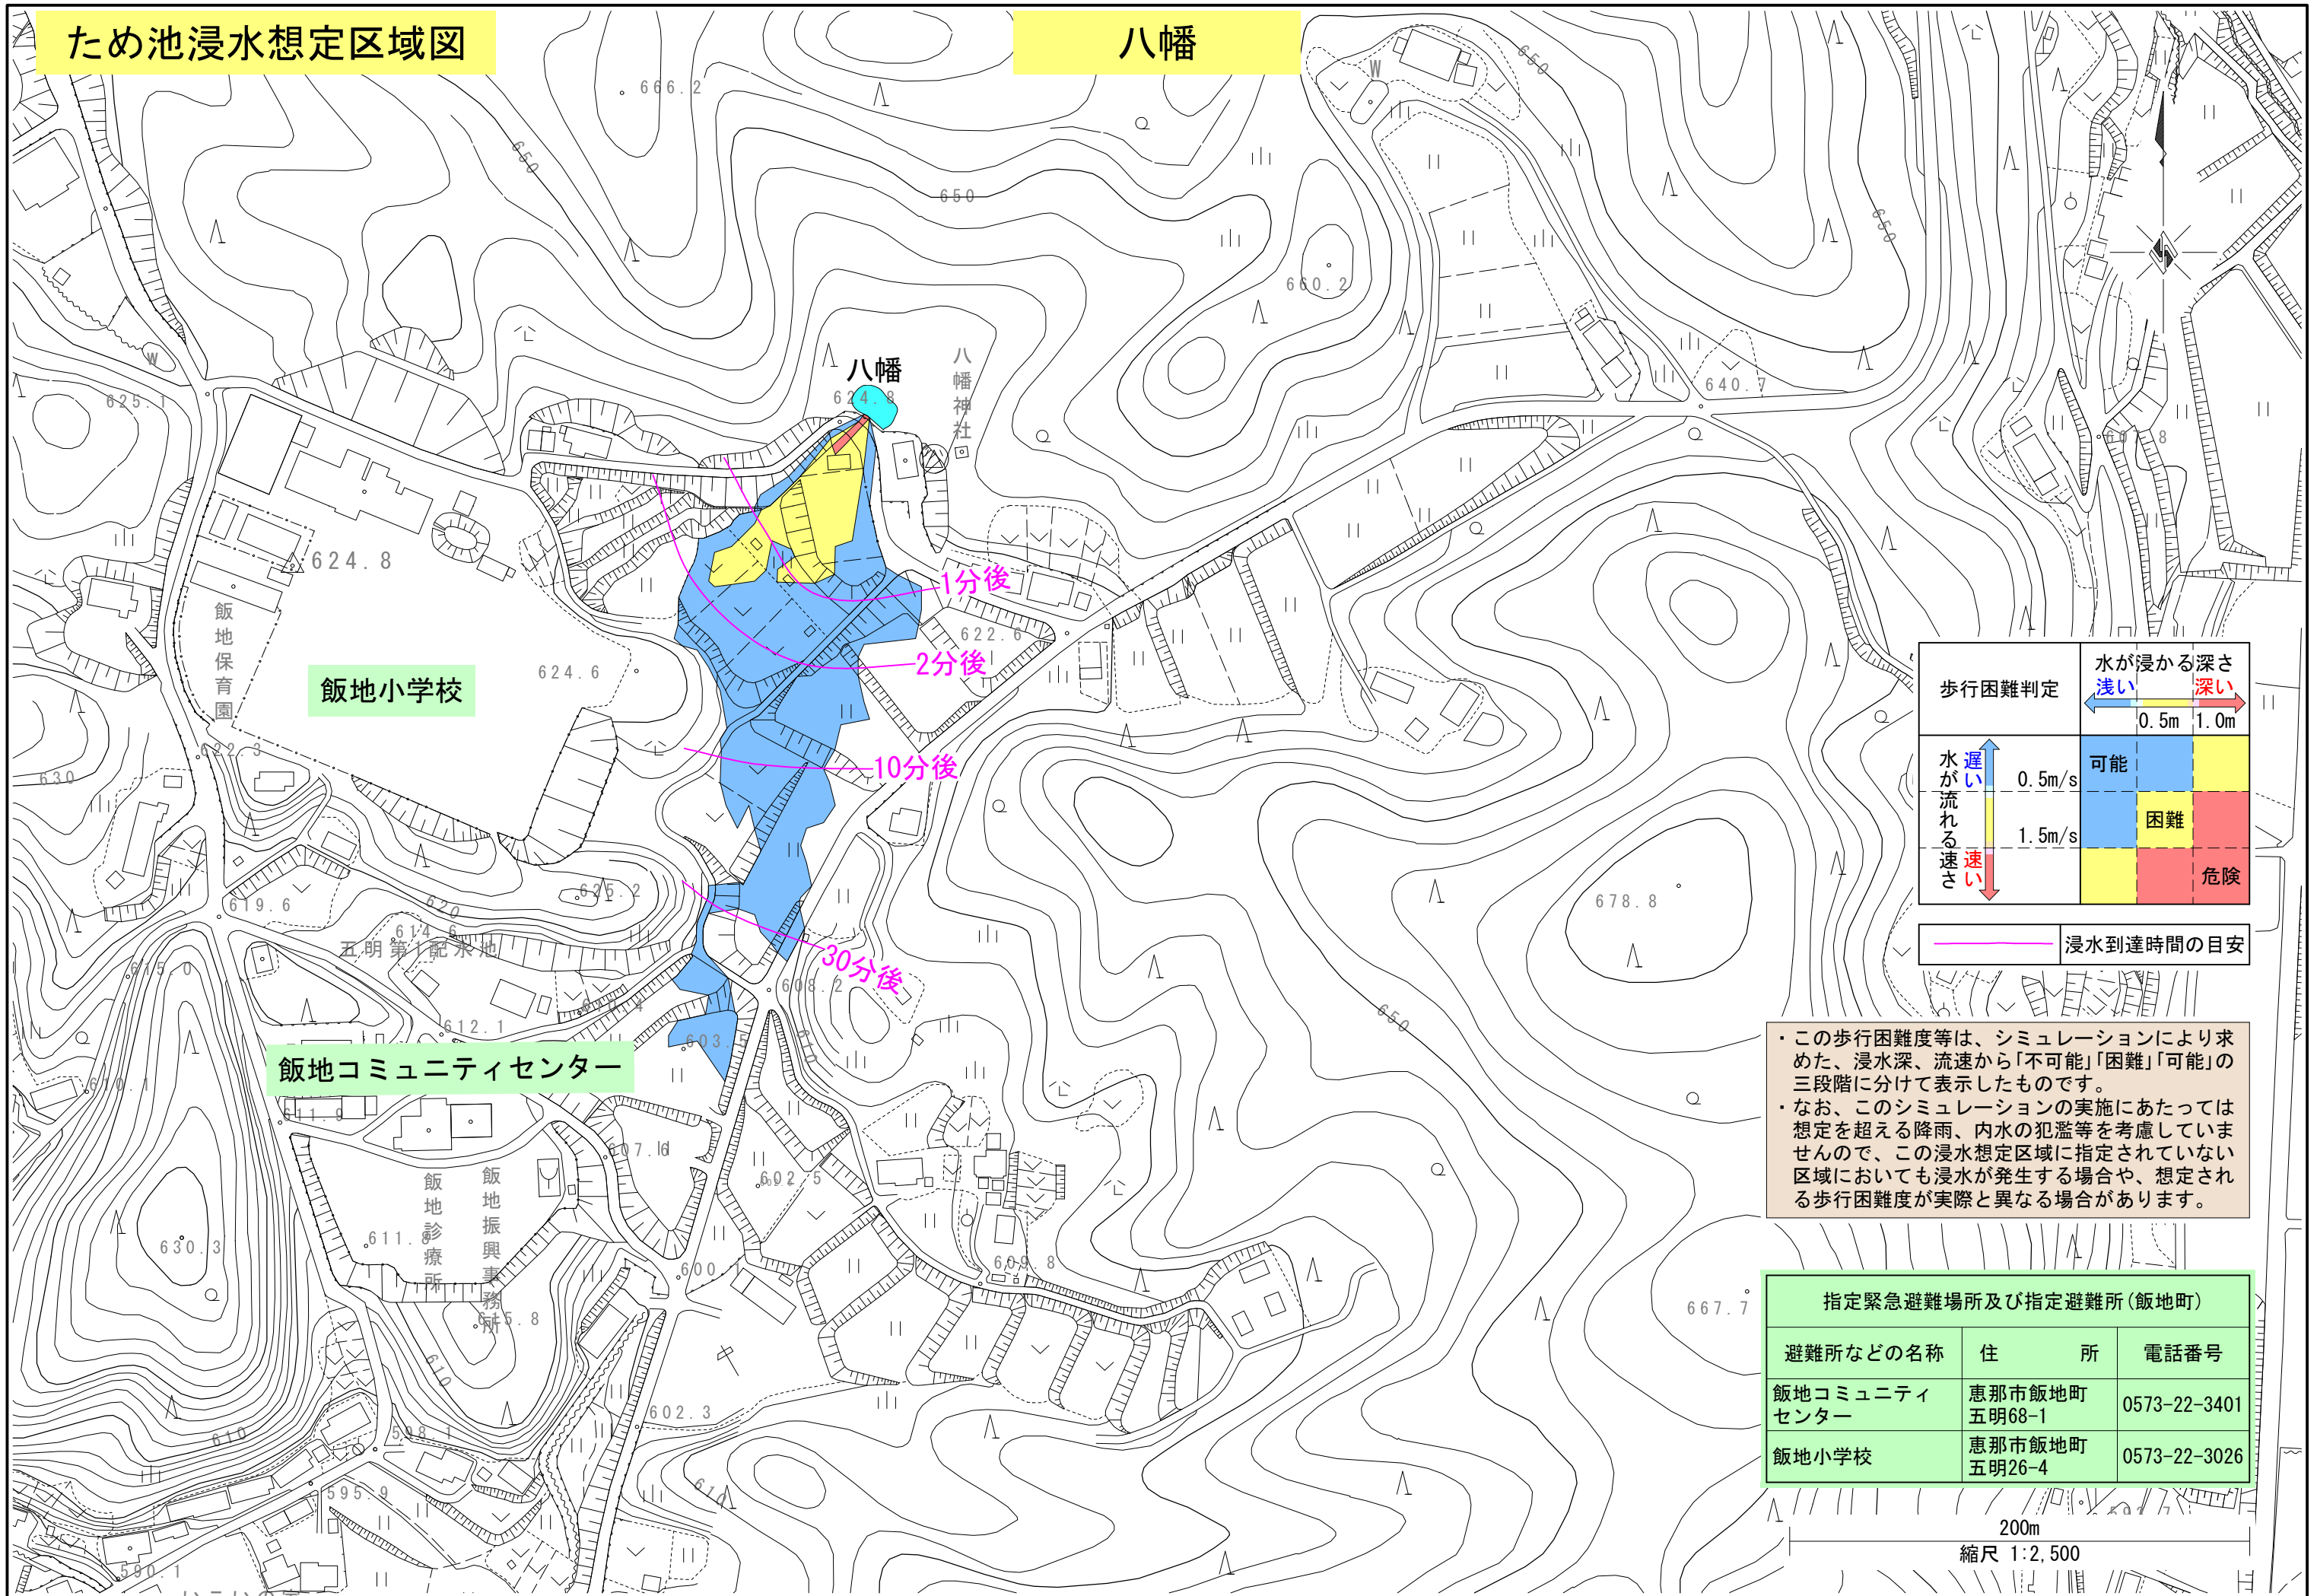 ため池浸水想定区域図
八幡
666.2
650
650
650
650
W
W
660.2
八幡
624.8
八幡神社
625.1
640.7
607.8
624.8
飯地保育園
飯地小学校
624.6
622.6
1分後
2分後
10分後
30分後
622.3
630
619.6
620
625.2
614.6
五明第1配水池
615.0
612.1
608.2
610
603.5
678.8
650
飯地コミュニティセンター
610.1
611.9
607.6
602.5
飯地診療所
飯地振興事務所
611.8
630.3
615.8
600.1
609.8
667.7
610
610
602.3
598.1
610
595.9
590.1
歩行困難判定
水が浸かる深さ
浅い
深い
0.5m
1.0m
水が流れる速さ
遅い
速い
0.5m/s
1.5m/s
可能
困難
危険
浸水到達時間の目安
・この歩行困難度等は、シミュレーションにより求
めた、浸水深、流速から「不可能」「困難」「可能」の
三段階に分けて表示したものです。
・なお、このシミュレーションの実施にあたっては
想定を超える降雨、内水の氾濫等を考慮していま
せんので、この浸水想定区域に指定されていない
区域においても浸水が発生する場合や、想定され
る歩行困難度が実際と異なる場合があります。
指定緊急避難場所及び指定避難所(飯地町)
避難所などの名称 住 所 電話番号
飯地コミュニティ
センター
恵那市飯地町
五明68-1
0573-22-3401
飯地小学校
恵那市飯地町
五明26-4
0573-22-3026
200m
縮尺 1:2,500